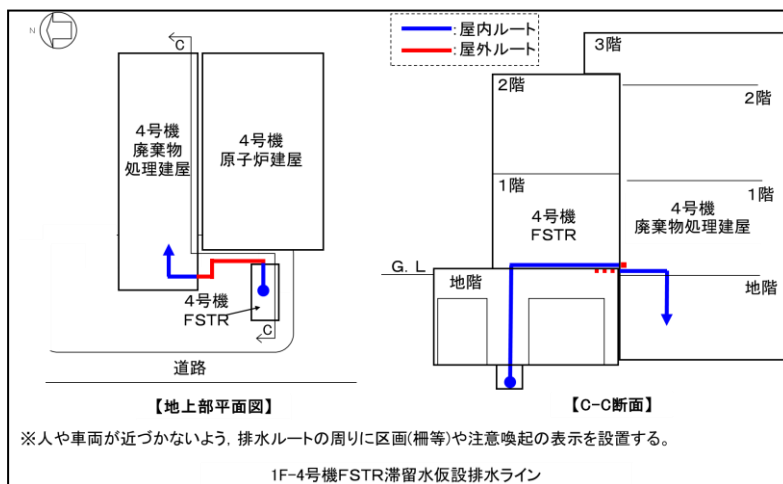 N
C
4号機
廃棄物
処理建屋
4号機
原子炉建屋
4号機
FSTR
C
道路
【地上部平面図】
:屋内ルート
:屋外ルート
3階
2階
2階
1階
1階
4号機
FSTR
4号機
廃棄物
処理建屋
G.L
地階
地階
【C-C断面】
※人や車両が近づかないよう，排水ルートの周りに区画(柵等)や注意喚起の表示を設置する。
1F-4号機FSTR滞留水仮設排水ライン